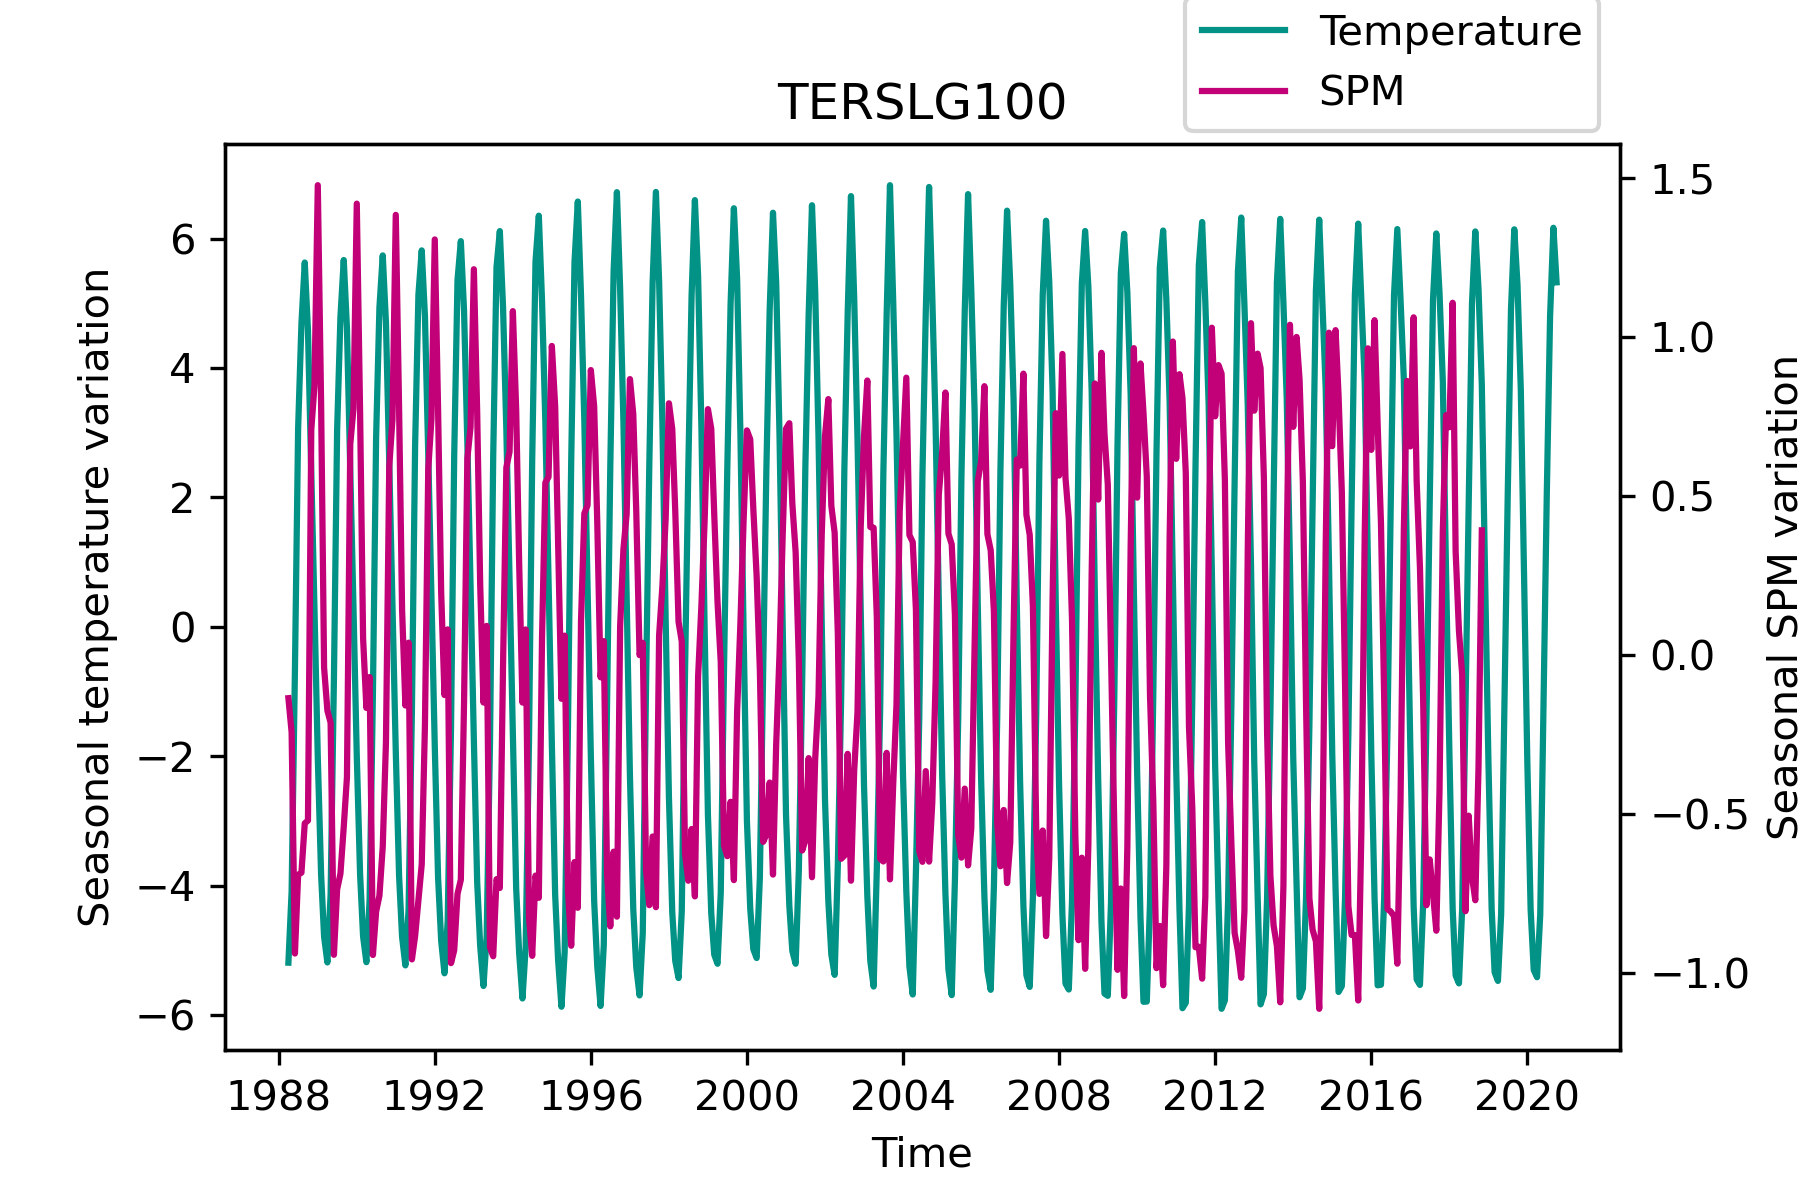 Temperature
SPM
TERSLG100
Seasonal temperature variation
6
4
2
0
−2
−4
−6
1.5
1.0
0.5
0.0
−0.5
−1.0
Seasonal SPM variation
1988 1992 1996 2000 2004 2008 2012 2016 2020
Time